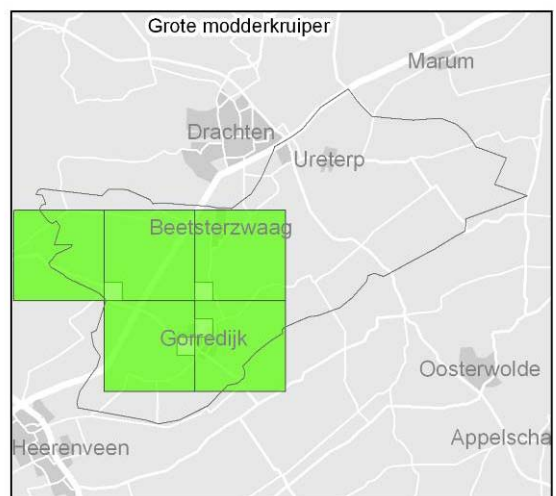 Grote modderkruiper
Marum
Drachten
Ureterp
Beetsterzwaag
Gorredijk
Oosterwolde
Heerenveen
Appelscha